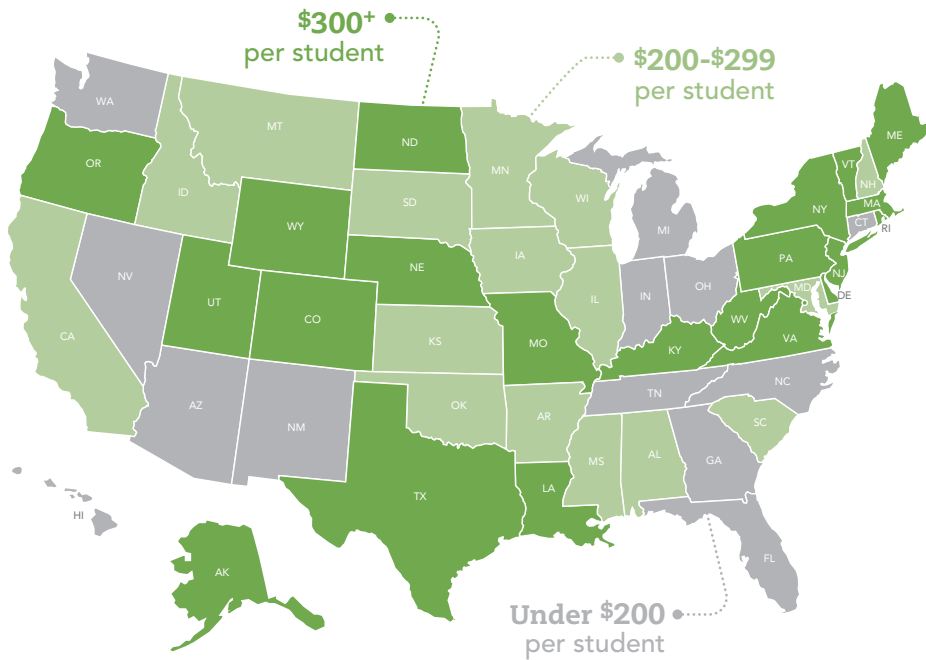 $300+
per student
$200-$299
per student
WA
MT
ND
MN
ME
OR
ID
SD
WI
VT
NH
WY
NY
MA
CT
RI
MI
NV
UT
CO
NE
IA
IL
IN
OH
PA
NJ
MD
DE
CA
KS
MO
KY
WV
VA
AZ
NM
OK
AR
TN
NC
SC
MS
AL
GA
TX
LA
FL
HI
AK
Under $200
per student